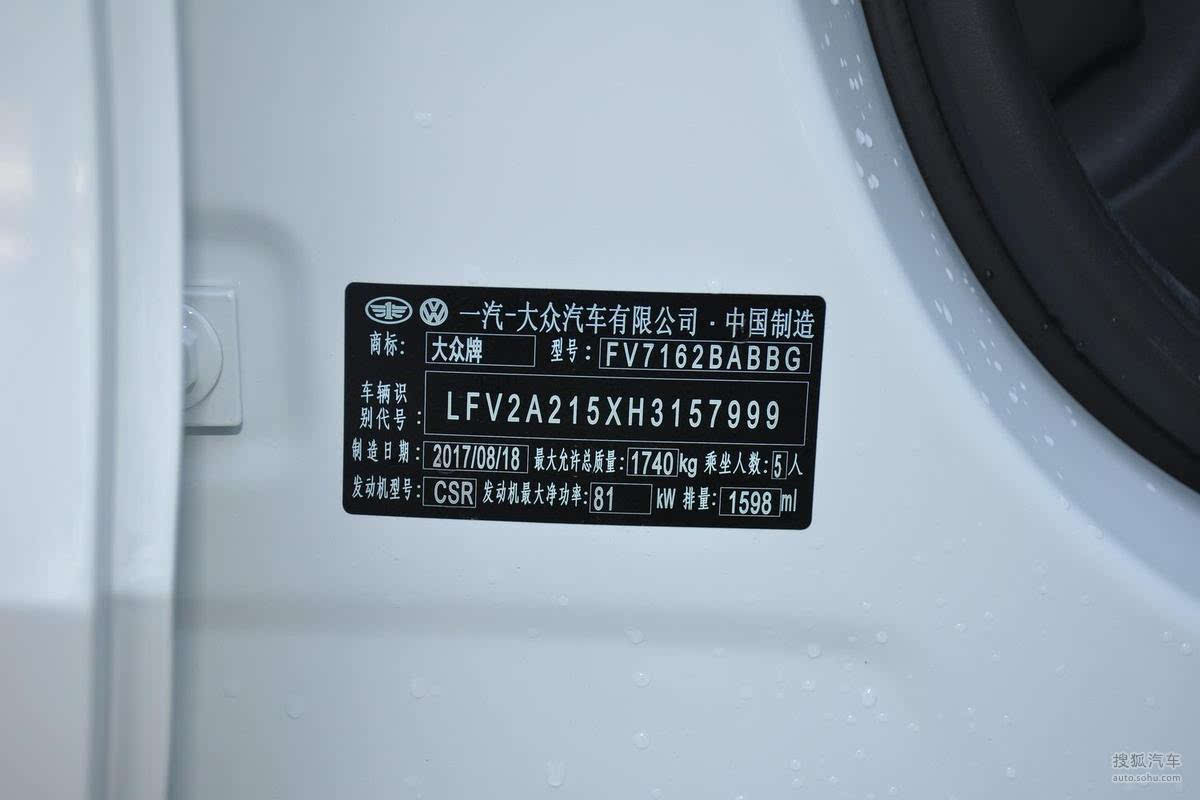 一汽-大众汽车有限公司·中国制造
商标: 大众牌 型号: FV7162BABBG
车辆识
别代号: LFV2A215XH3157999
制造日期: 2017/08/18 最大允许总质量: 1740 kg 乘坐人数: 5 人
发动机型号: CSR 发动机最大净功率: 81 kW 排量: 1598 ml
搜狐汽车
auto.sohu.com